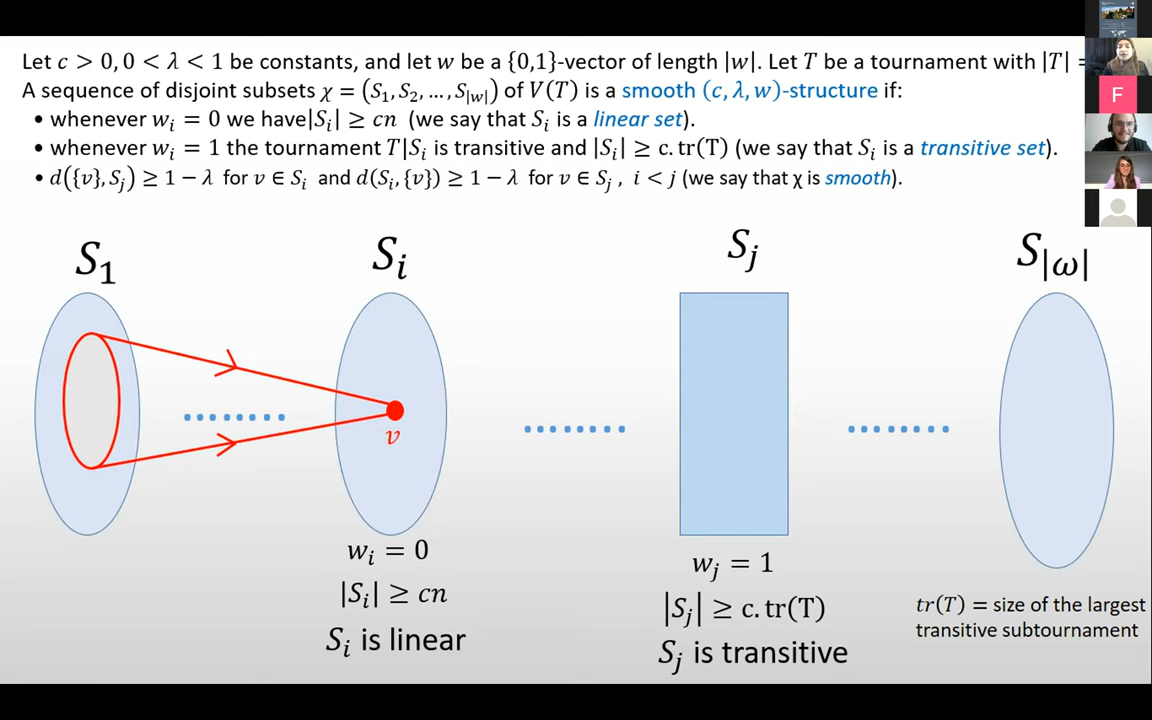 Let c > 0, 0 < λ < 1 be constants, and let w be a {0,1}-vector of length |w|. Let T be a tournament with |T| =
A sequence of disjoint subsets χ = (S₁, S₂, …, S_|w|) of V(T) is a smooth (c, λ, w)-structure if:
• whenever wᵢ = 0 we have|Sᵢ| ≥ cn (we say that Sᵢ is a linear set).
• whenever wᵢ = 1 the tournament T|Sᵢ is transitive and |Sᵢ| ≥ c. tr(T) (we say that Sᵢ is a transitive set).
• d({v}, Sⱼ) ≥ 1 − λ for v ∈ Sᵢ and d(Sᵢ, {v}) ≥ 1 − λ for v ∈ Sⱼ , i < j (we say that χ is smooth).
F
S₁ Sᵢ Sⱼ S_|ω|
v
wᵢ = 0
|Sᵢ| ≥ cn
Sᵢ is linear
wⱼ = 1
|Sⱼ| ≥ c. tr(T)
Sⱼ is transitive
tr(T) = size of the largest
transitive subtournament